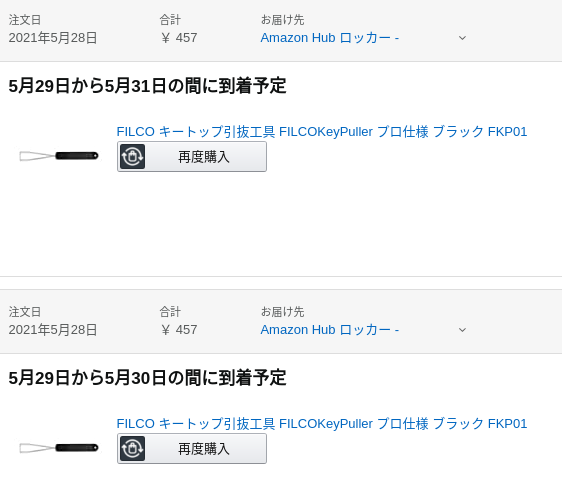 注文日 合計 お届け先
2021年5月28日 ￥ 457 Amazon Hub ロッカー -
5月29日から5月31日の間に到着予定
FILCO キートップ引抜工具 FILCOKeyPuller プロ仕様 ブラック FKP01
再度購入
注文日 合計 お届け先
2021年5月28日 ￥ 457 Amazon Hub ロッカー -
5月29日から5月30日の間に到着予定
FILCO キートップ引抜工具 FILCOKeyPuller プロ仕様 ブラック FKP01
再度購入